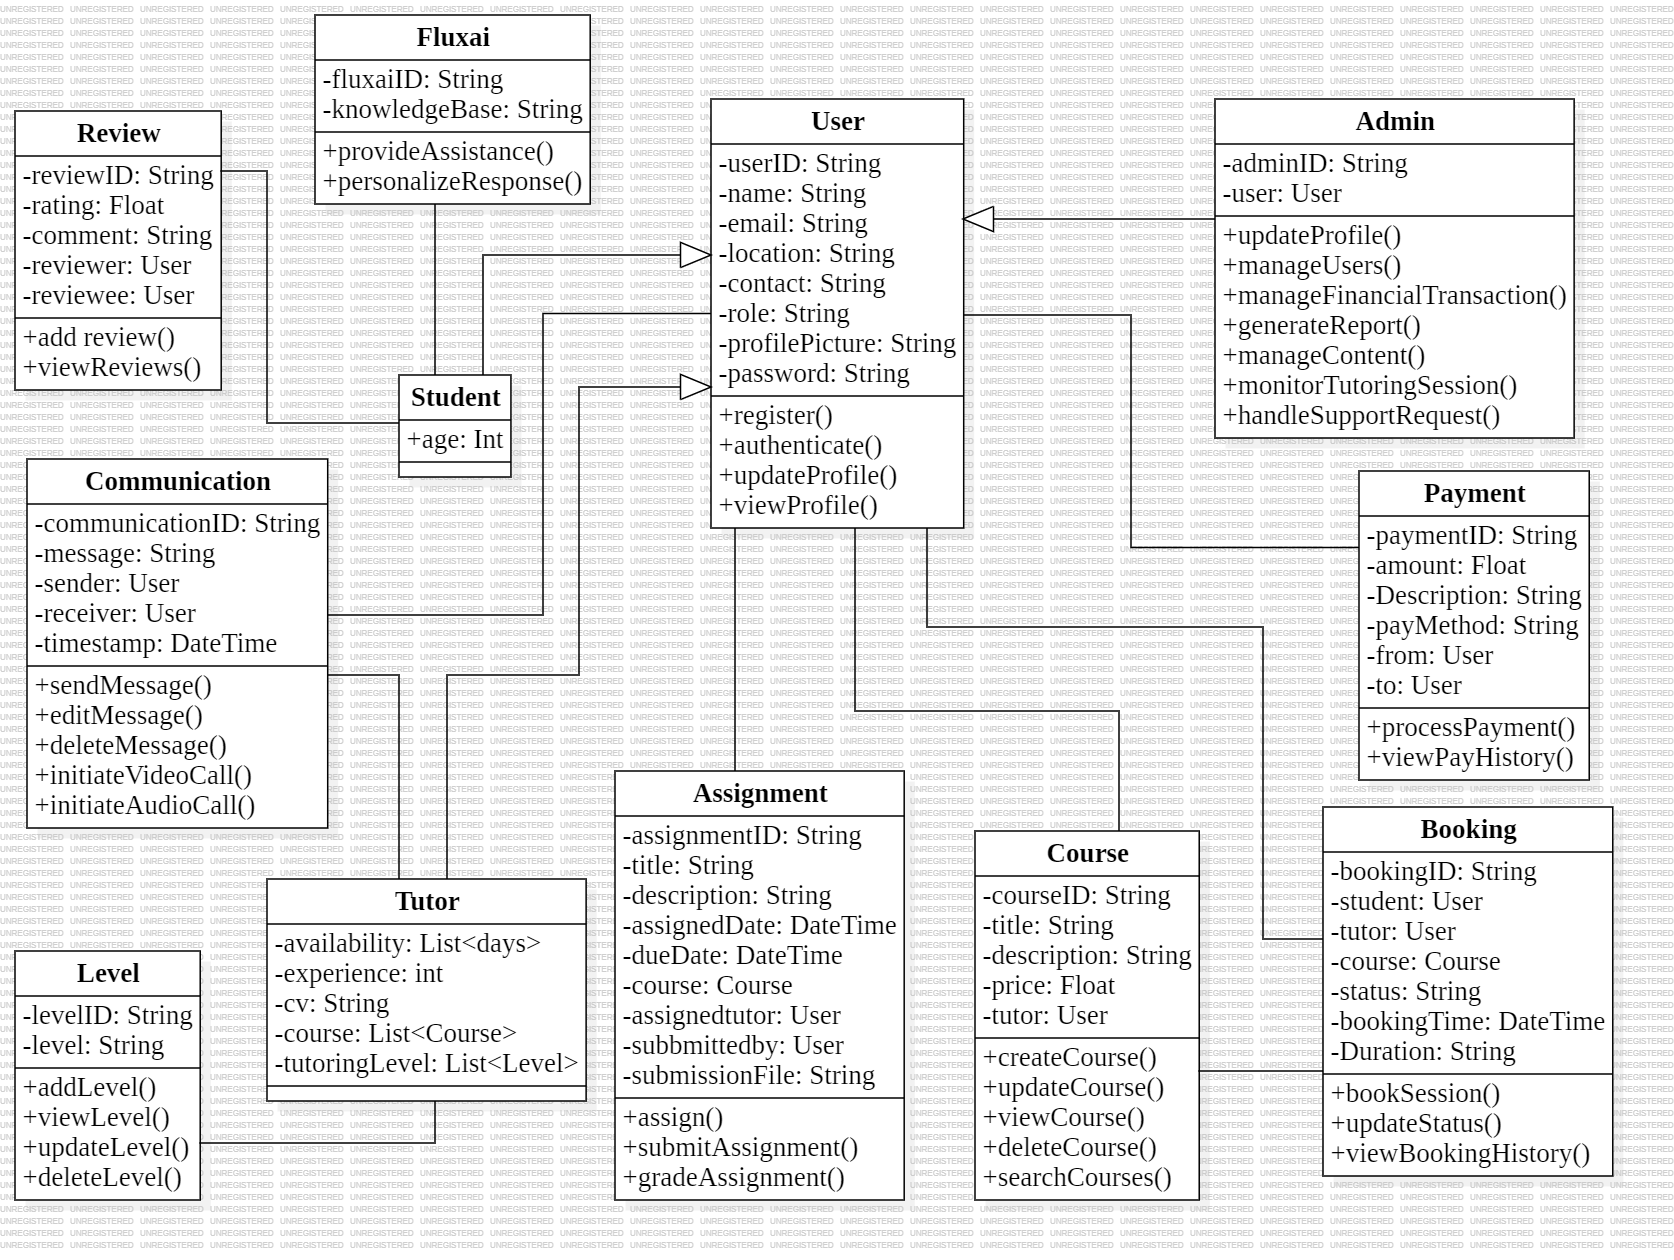 Fluxai
-fluxaiID: String
-knowledgeBase: String
+provideAssistance()
+personalizeResponse()
Review
-reviewID: String
-rating: Float
-comment: String
-reviewer: User
-reviewee: User
+add review()
+viewReviews()
User
-userID: String
-name: String
-email: String
-location: String
-contact: String
-role: String
-profilePicture: String
-password: String
+register()
+authenticate()
+updateProfile()
+viewProfile()
Admin
-adminID: String
-user: User
+updateProfile()
+manageUsers()
+manageFinancialTransaction()
+generateReport()
+manageContent()
+monitorTutoringSession()
+handleSupportRequest()
Student
+age: Int
Communication
-communicationID: String
-message: String
-sender: User
-receiver: User
-timestamp: DateTime
+sendMessage()
+editMessage()
+deleteMessage()
+initiateVideoCall()
+initiateAudioCall()
Payment
-paymentID: String
-amount: Float
-Description: String
-payMethod: String
-from: User
-to: User
+processPayment()
+viewPayHistory()
Assignment
-assignmentID: String
-title: String
-description: String
-assignedDate: DateTime
-dueDate: DateTime
-course: Course
-assignedtutor: User
-subbmittedby: User
-submissionFile: String
+assign()
+submitAssignment()
+gradeAssignment()
Course
-courseID: String
-title: String
-description: String
-price: Float
-tutor: User
+createCourse()
+updateCourse()
+viewCourse()
+deleteCourse()
+searchCourses()
Booking
-bookingID: String
-student: User
-tutor: User
-course: Course
-status: String
-bookingTime: DateTime
-Duration: String
+bookSession()
+updateStatus()
+viewBookingHistory()
Tutor
-availability: List<days>
-experience: int
-cv: String
-course: List<Course>
-tutoringLevel: List<Level>
Level
-levelID: String
-level: String
+addLevel()
+viewLevel()
+updateLevel()
+deleteLevel()
UNREGISTERED